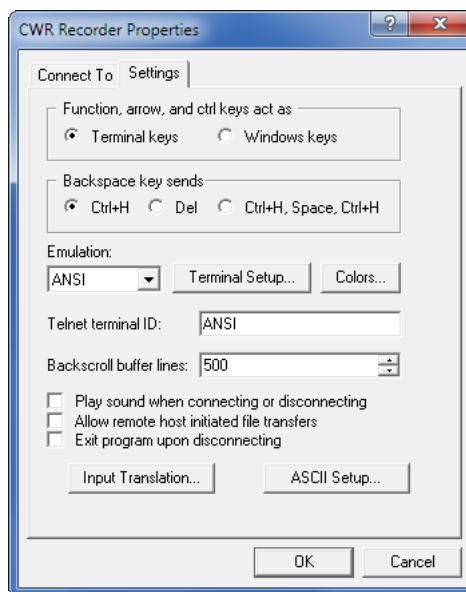 CWR Recorder Properties
?
Connect To Settings
Function, arrow, and ctrl keys act as
Terminal keys Windows keys
Backspace key sends
Ctrl+H Del Ctrl+H, Space, Ctrl+H
Emulation:
ANSI Terminal Setup... Colors...
Telnet terminal ID: ANSI
Backscroll buffer lines: 500
Play sound when connecting or disconnecting
Allow remote host initiated file transfers
Exit program upon disconnecting
Input Translation... ASCII Setup...
OK Cancel